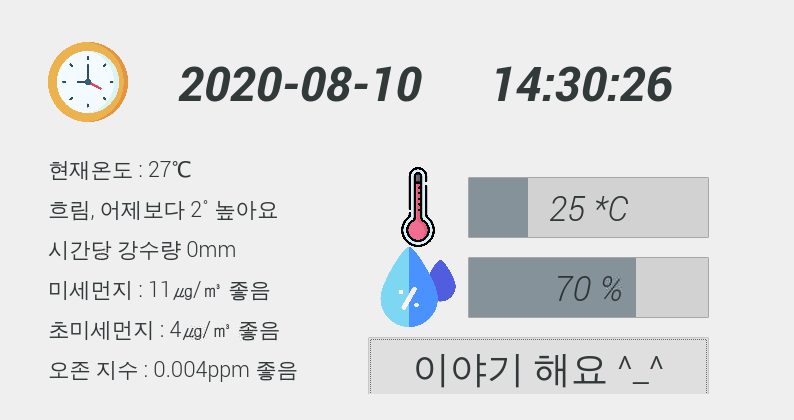 2020-08-10 14:30:26
현재온도 : 27℃
흐림, 어제보다 2˚ 높아요
시간당 강수량 0mm
미세먼지 : 11㎍/㎥ 좋음
초미세먼지 : 4㎍/㎥ 좋음
오존 지수 : 0.004ppm 좋음
25 *C
%
70 %
이야기 해요 ^_^